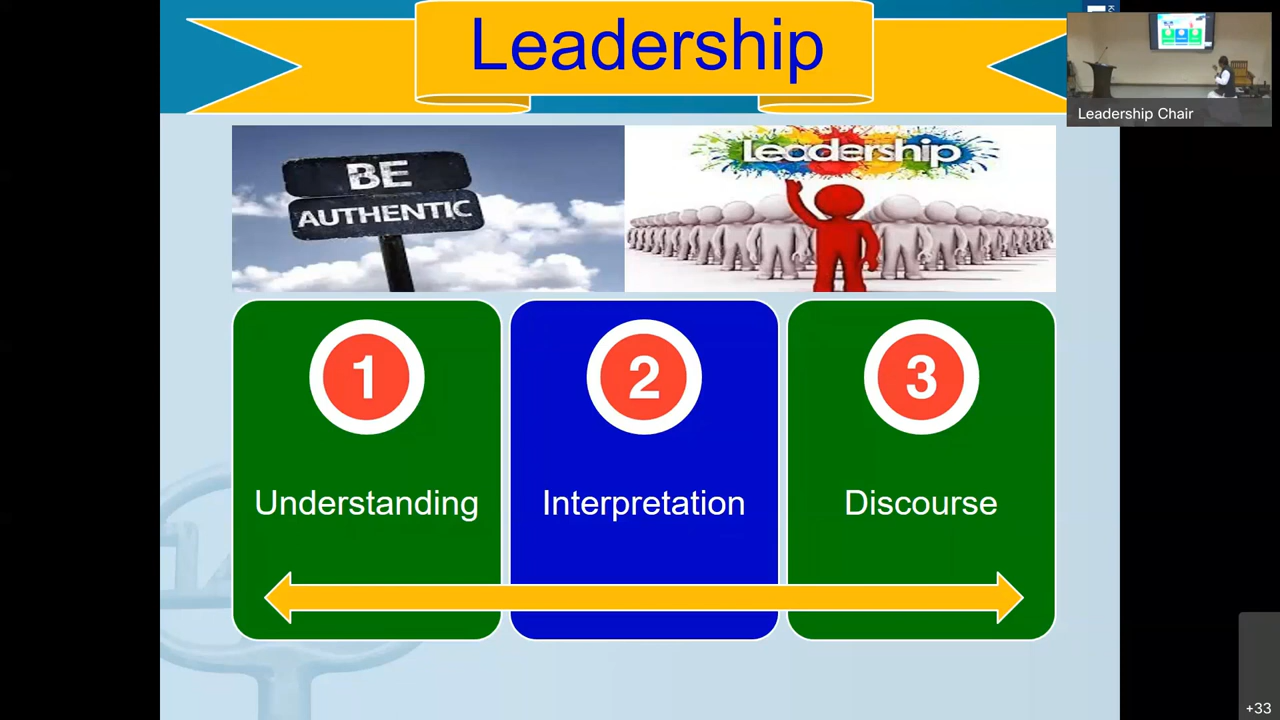 Leadership
Leadership Chair
BE
AUTHENTIC
Leadership
1
2
3
Understanding
Interpretation
Discourse
+33